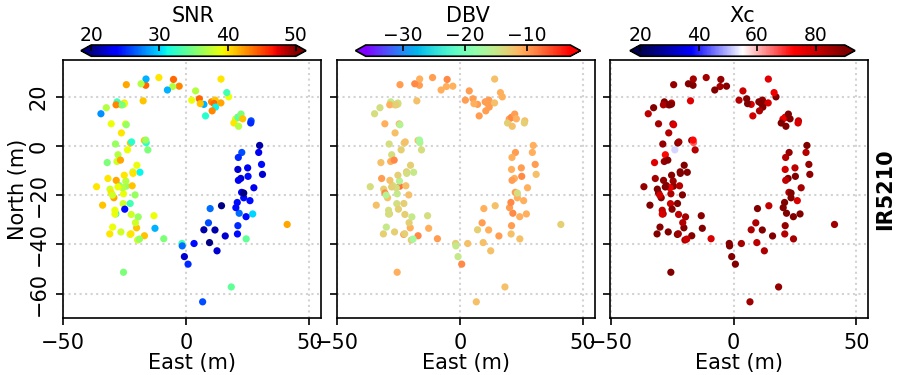 SNR DBV Xc
20 30 40 50 −30 −20 −10 20 40 60 80
20
0
−20
−40
−60
North (m)
IR5210
−50 0 50 −50 0 50 −50 0 50
East (m) East (m) East (m)